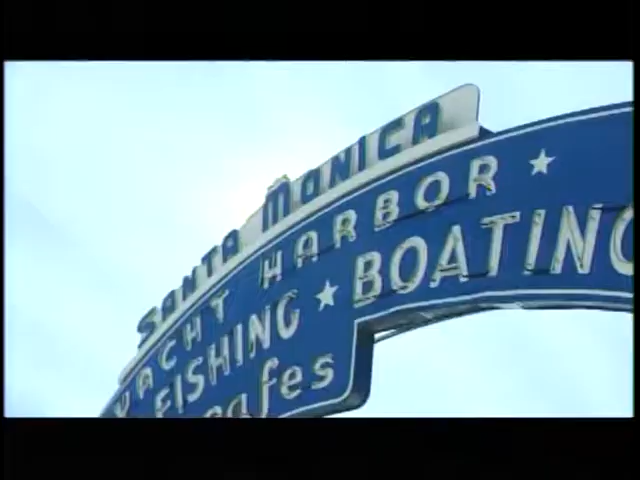 SANTA MONICA
YACHT HARBOR ★
FISHING ★ BOATING
cafes